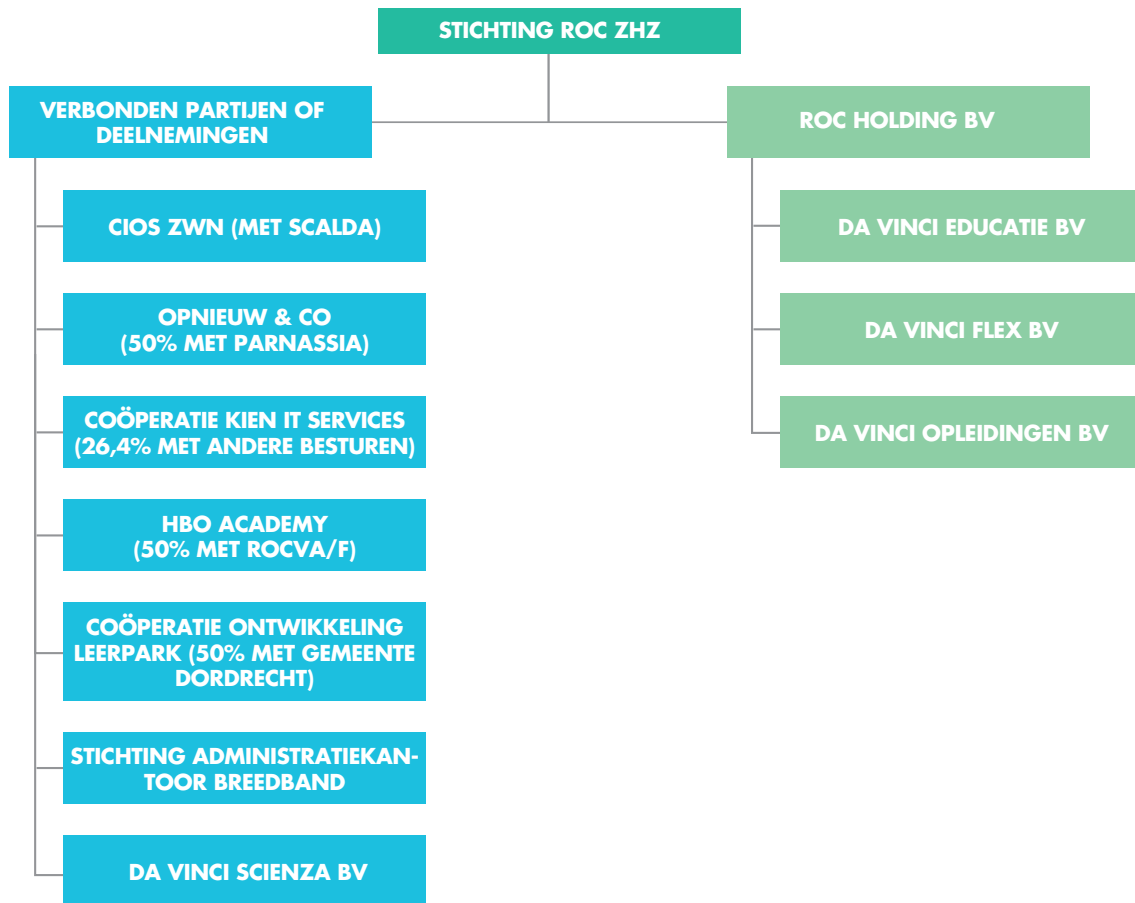 STICHTING ROC ZHZ
VERBONDEN PARTIJEN OF
DEELNEMINGEN
CIOS ZWN (MET SCALDA)
OPNIEUW & CO
(50% MET PARNASSIA)
COÖPERATIE KIEN IT SERVICES
(26,4% MET ANDERE BESTUREN)
HBO ACADEMY
(50% MET ROCVA/F)
COÖPERATIE ONTWIKKELING
LEERPARK (50% MET GEMEENTE
DORDRECHT)
STICHTING ADMINISTRATIEKAN-
TOOR BREEDBAND
DA VINCI SCIENZA BV
ROC HOLDING BV
DA VINCI EDUCATIE BV
DA VINCI FLEX BV
DA VINCI OPLEIDINGEN BV